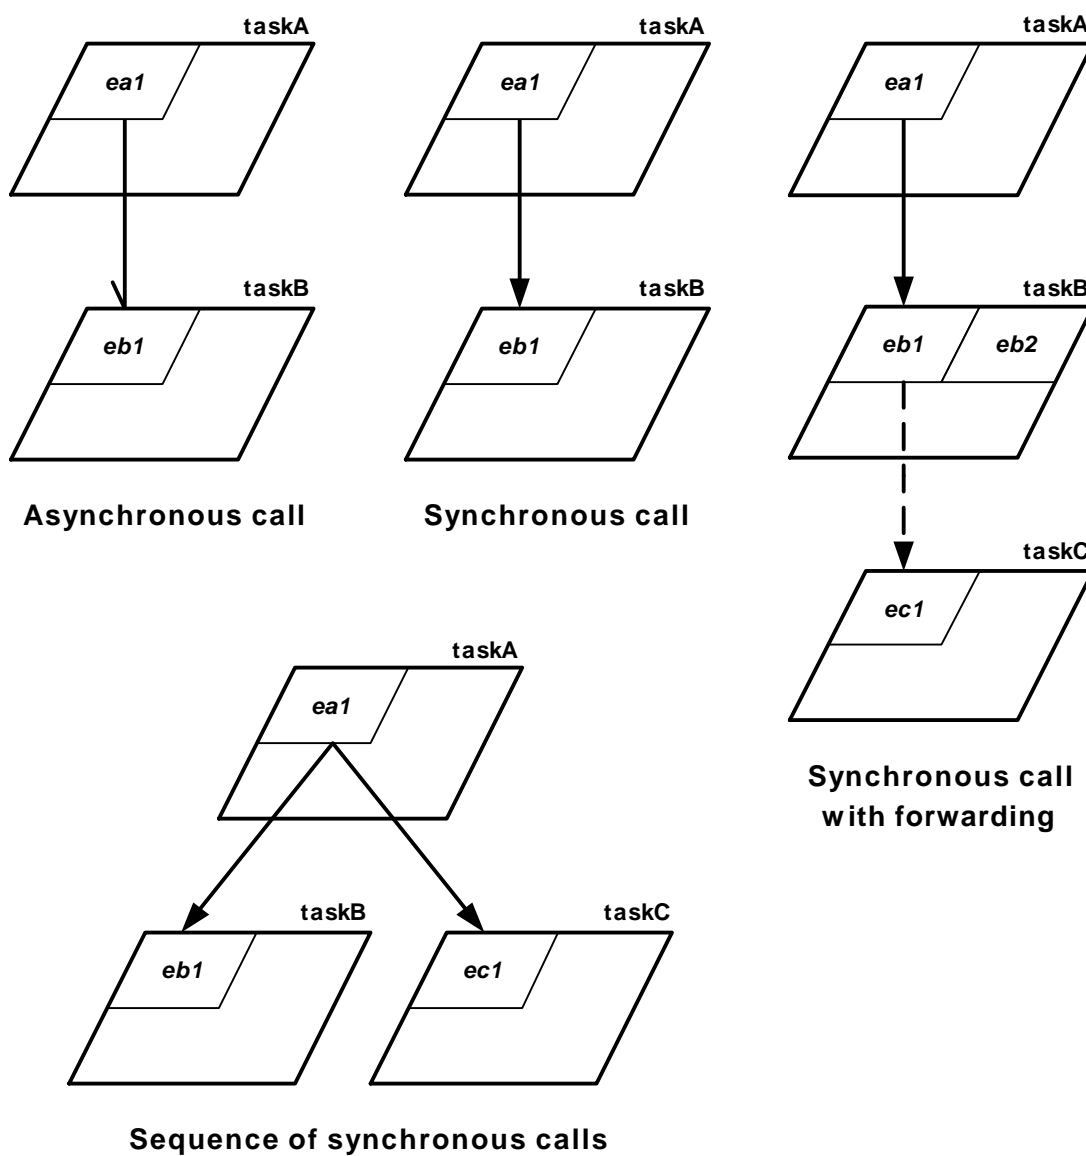 taskA
ea1
taskB
eb1
Asynchronous call
taskA
ea1
taskB
eb1
Synchronous call
taskA
ea1
taskB
eb1 eb2
taskC
ec1
Synchronous call
with forwarding
taskA
ea1
taskB
eb1
taskC
ec1
Sequence of synchronous calls